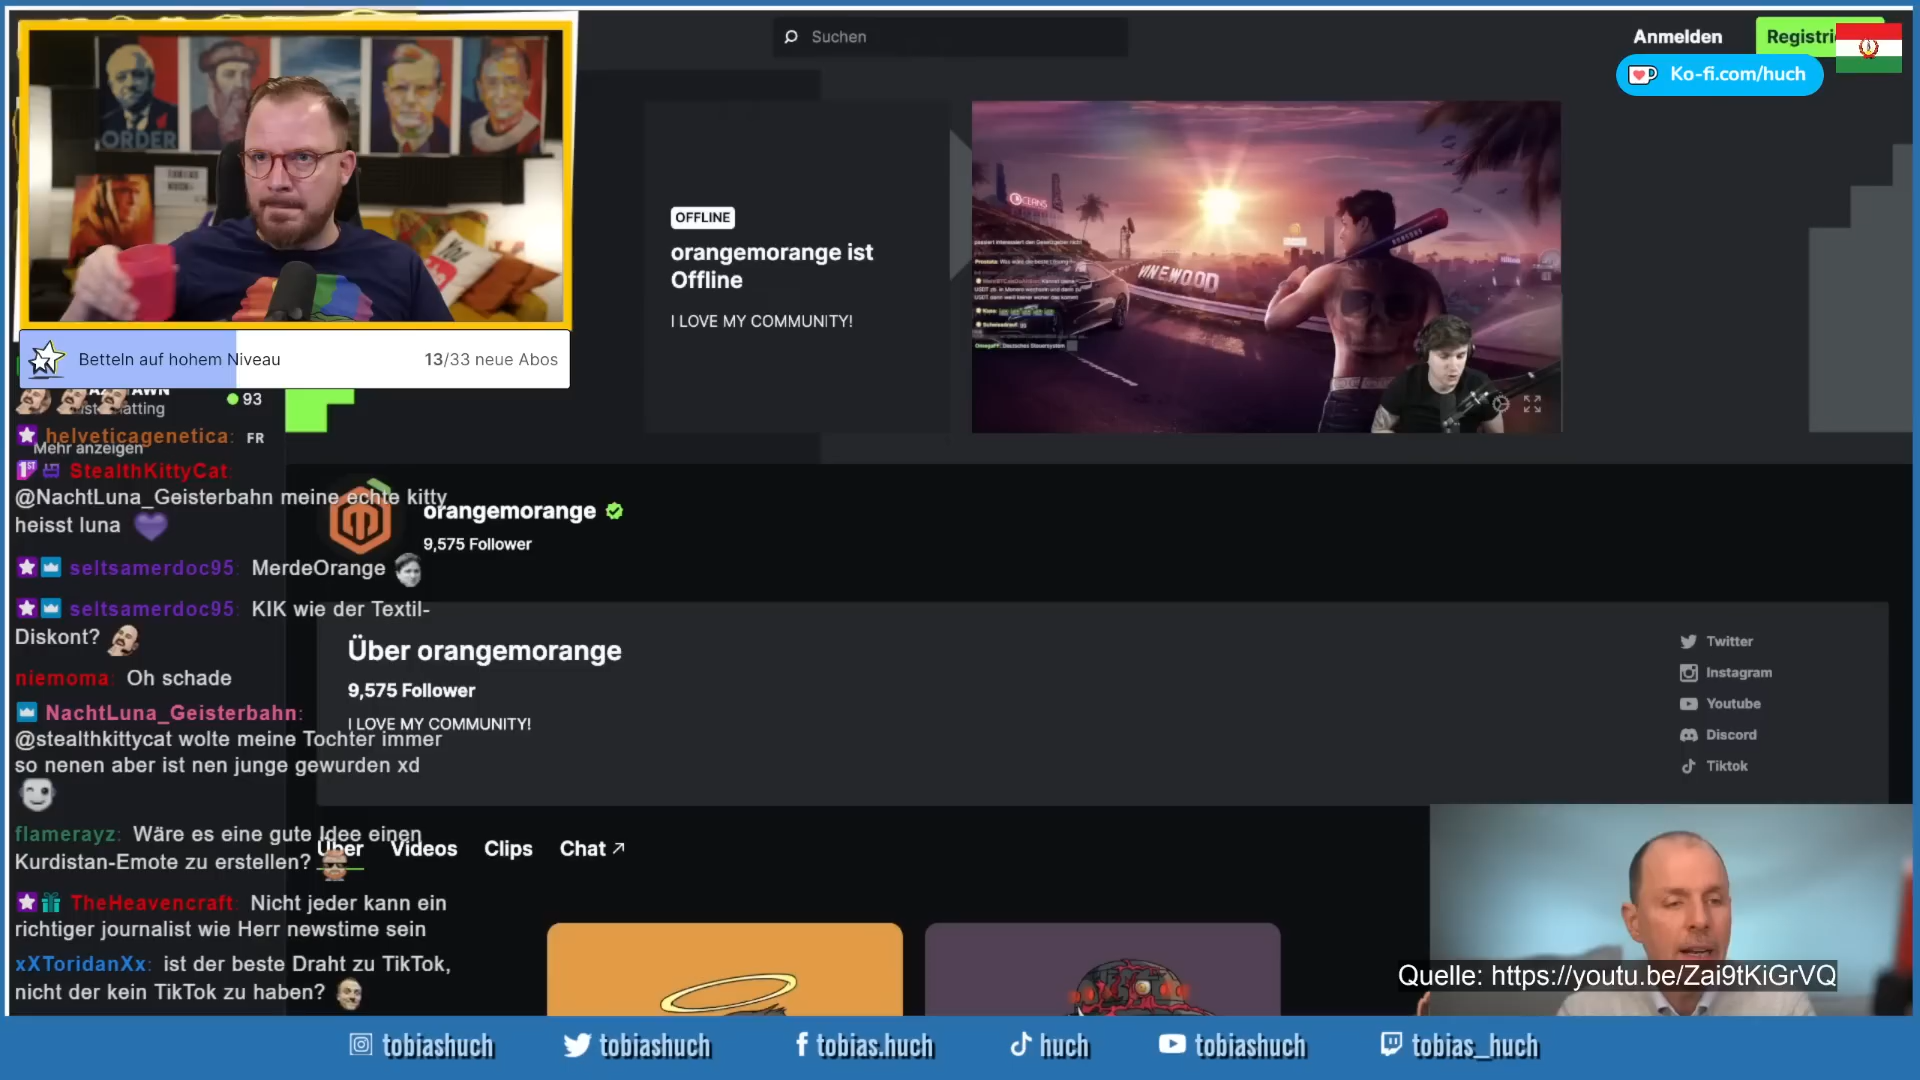 Suchen
Anmelden
Registri
Ko-fi.com/huch
ORDER
OFFLINE
orangemorange ist
Offline
I LOVE MY COMMUNITY!
VINEWOOD
Betteln auf hohem Niveau
13/33 neue Abos
93
helveticagenetica: FR
Mehr anzeigen
StealthKittyCat:
@NachtLuna_Geisterbahn meine echte kitty
heisst luna
orangemorange
9,575 Follower
seltsamerdoc95: MerdeOrange
seltsamerdoc95: KIK wie der Textil-
Diskont?
niemoma: Oh schade
NachtLuna_Geisterbahn:
@stealthkittycat wolte meine Tochter immer
so nenen aber ist nen junge gewurden xd
flamerayz: Wäre es eine gute Idee einen
Kurdistan-Emote zu erstellen?
TheHeavencraft: Nicht jeder kann ein
richtiger journalist wie Herr newstime sein
xXToridanXx: ist der beste Draht zu TikTok,
nicht der kein TikTok zu haben?
Über orangemorange
9,575 Follower
I LOVE MY COMMUNITY!
Twitter
Instagram
Youtube
Discord
Tiktok
Über
Videos
Clips
Chat
Quelle: https://youtu.be/Zai9tKiGrVQ
tobiashuch
tobiashuch
tobias.huch
huch
tobiashuch
tobias_huch